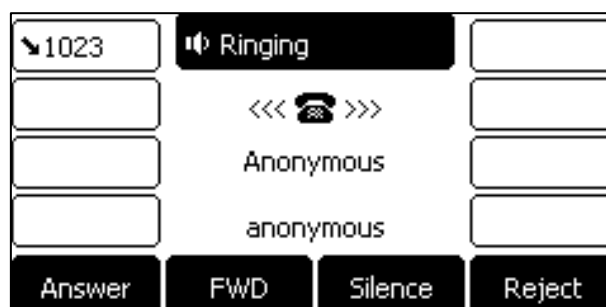 1023
Ringing
<<< >>>
Anonymous
anonymous
Answer FWD Silence Reject